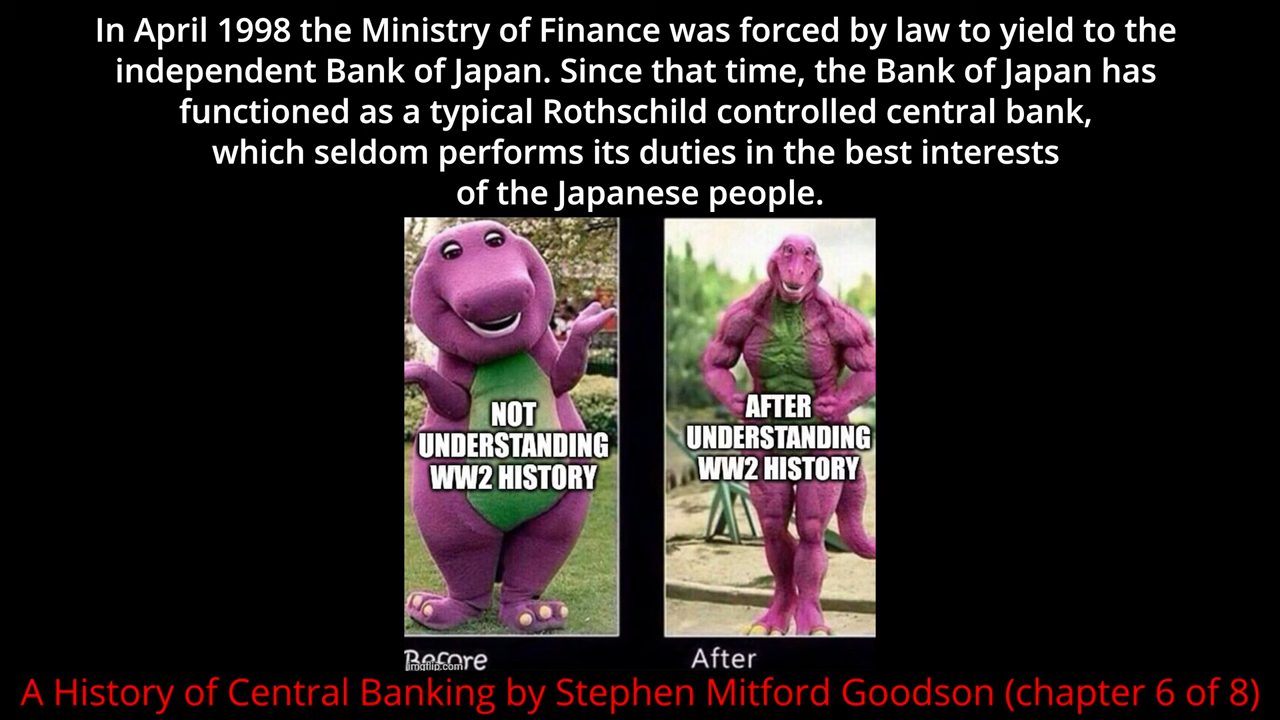 In April 1998 the Ministry of Finance was forced by law to yield to the
independent Bank of Japan. Since that time, the Bank of Japan has
functioned as a typical Rothschild controlled central bank,
which seldom performs its duties in the best interests
of the Japanese people.
NOT
UNDERSTANDING
WW2 HISTORY
AFTER
UNDERSTANDING
WW2 HISTORY
Before
imgflip.com
After
A History of Central Banking by Stephen Mitford Goodson (chapter 6 of 8)